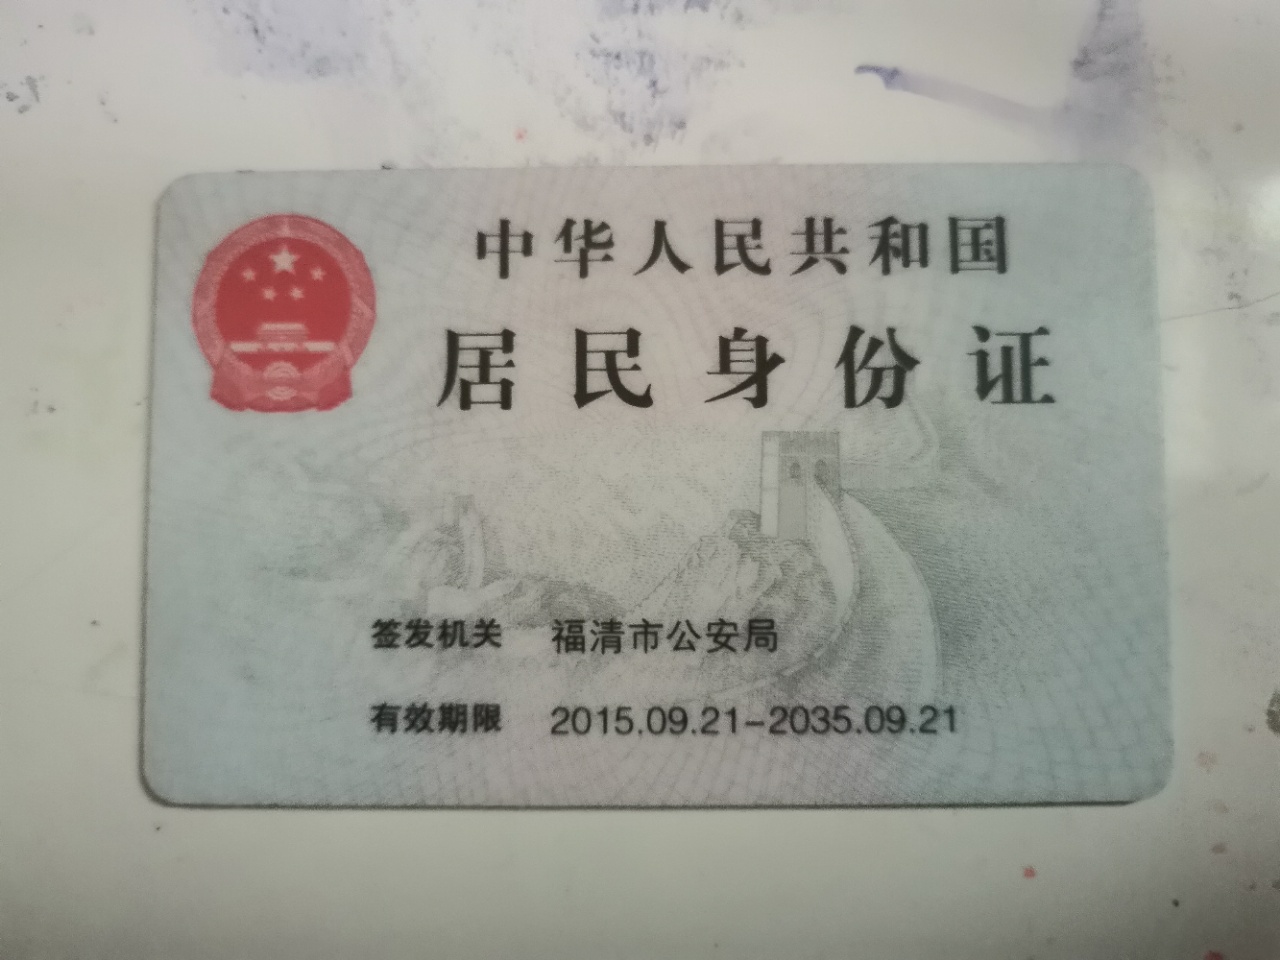 中华人民共和国
居民身份证
签发机关 福清市公安局
有效期限 2015.09.21-2035.09.21